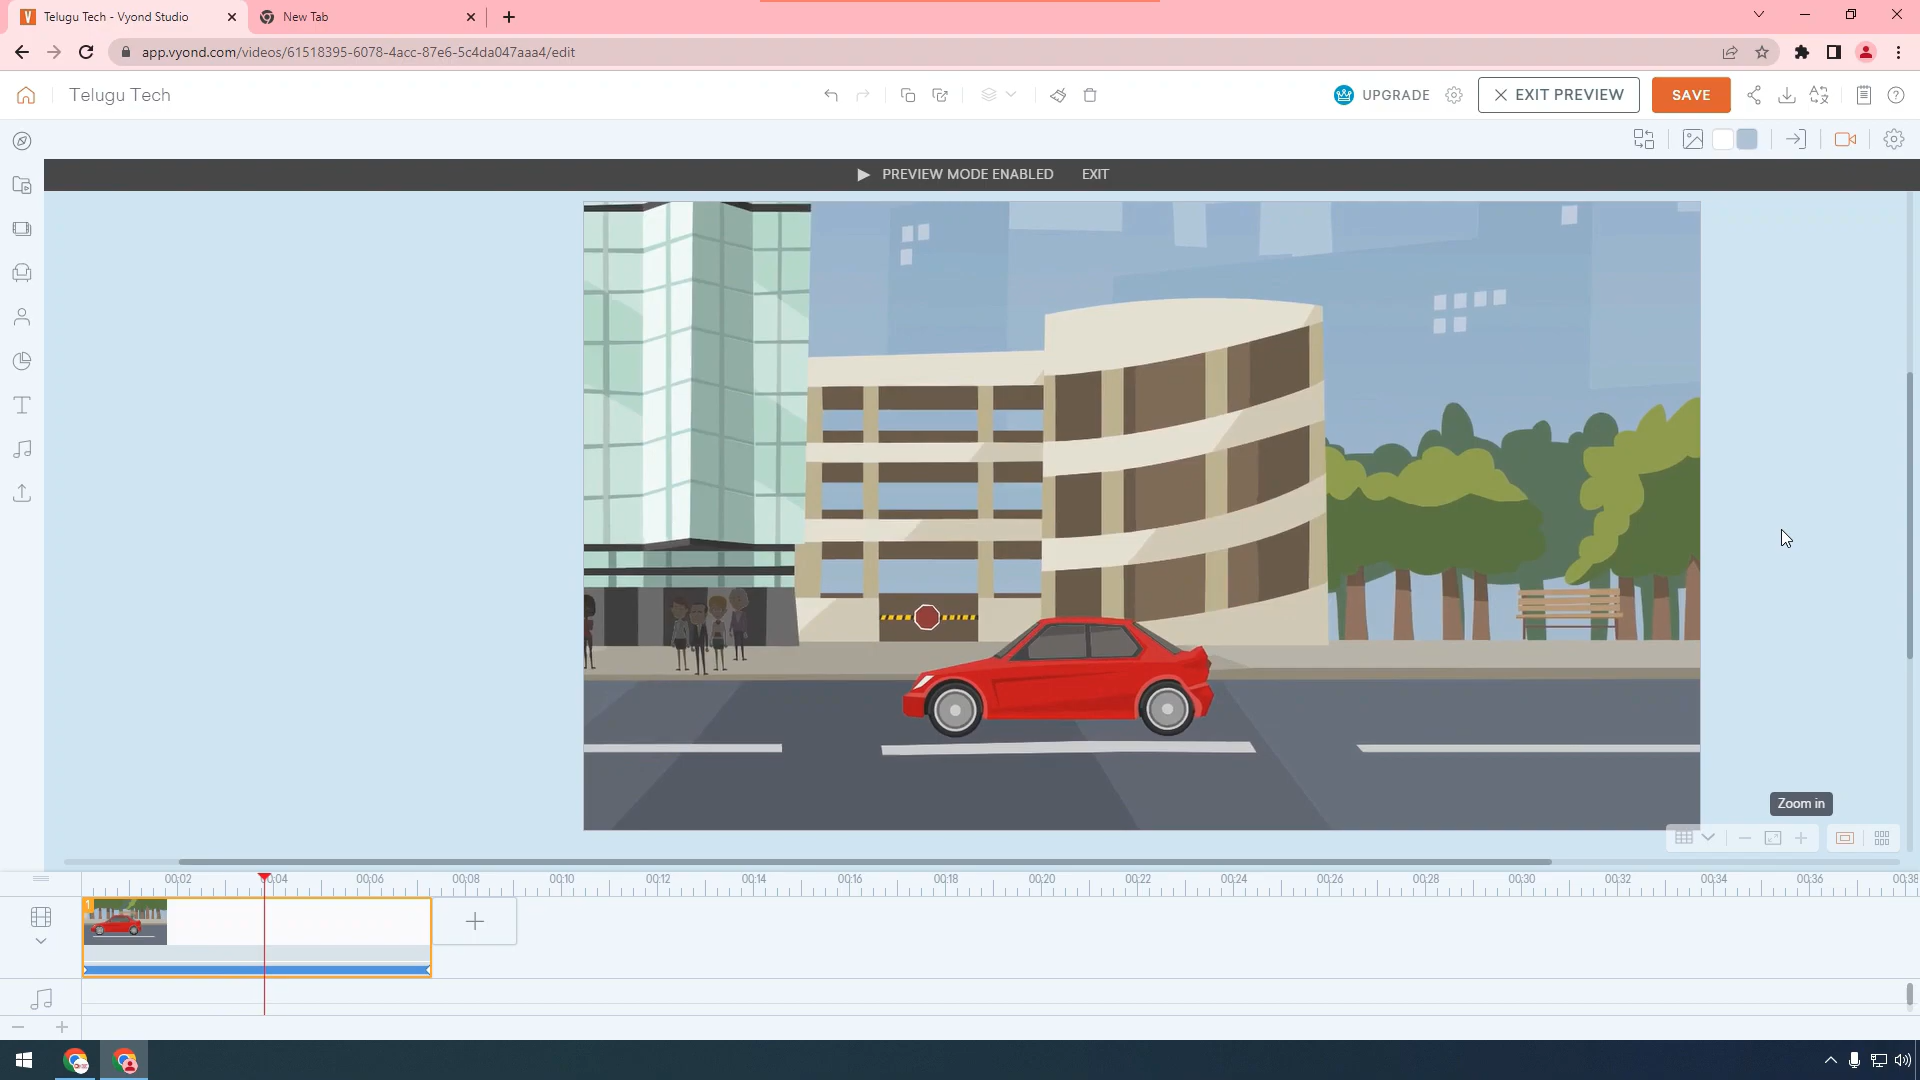 Telugu Tech - Vyond Studio
New Tab
app.vyond.com/videos/61518395-6078-4acc-87e6-5c4da047aaa4/edit
Telugu Tech
UPGRADE
EXIT PREVIEW
SAVE
PREVIEW MODE ENABLED EXIT
Zoom in
00:02 00:04 00:06 00:08 00:10 00:12 00:14 00:16 00:18 00:20 00:22 00:24 00:26 00:28 00:30 00:32 00:34 00:36 00:38
1